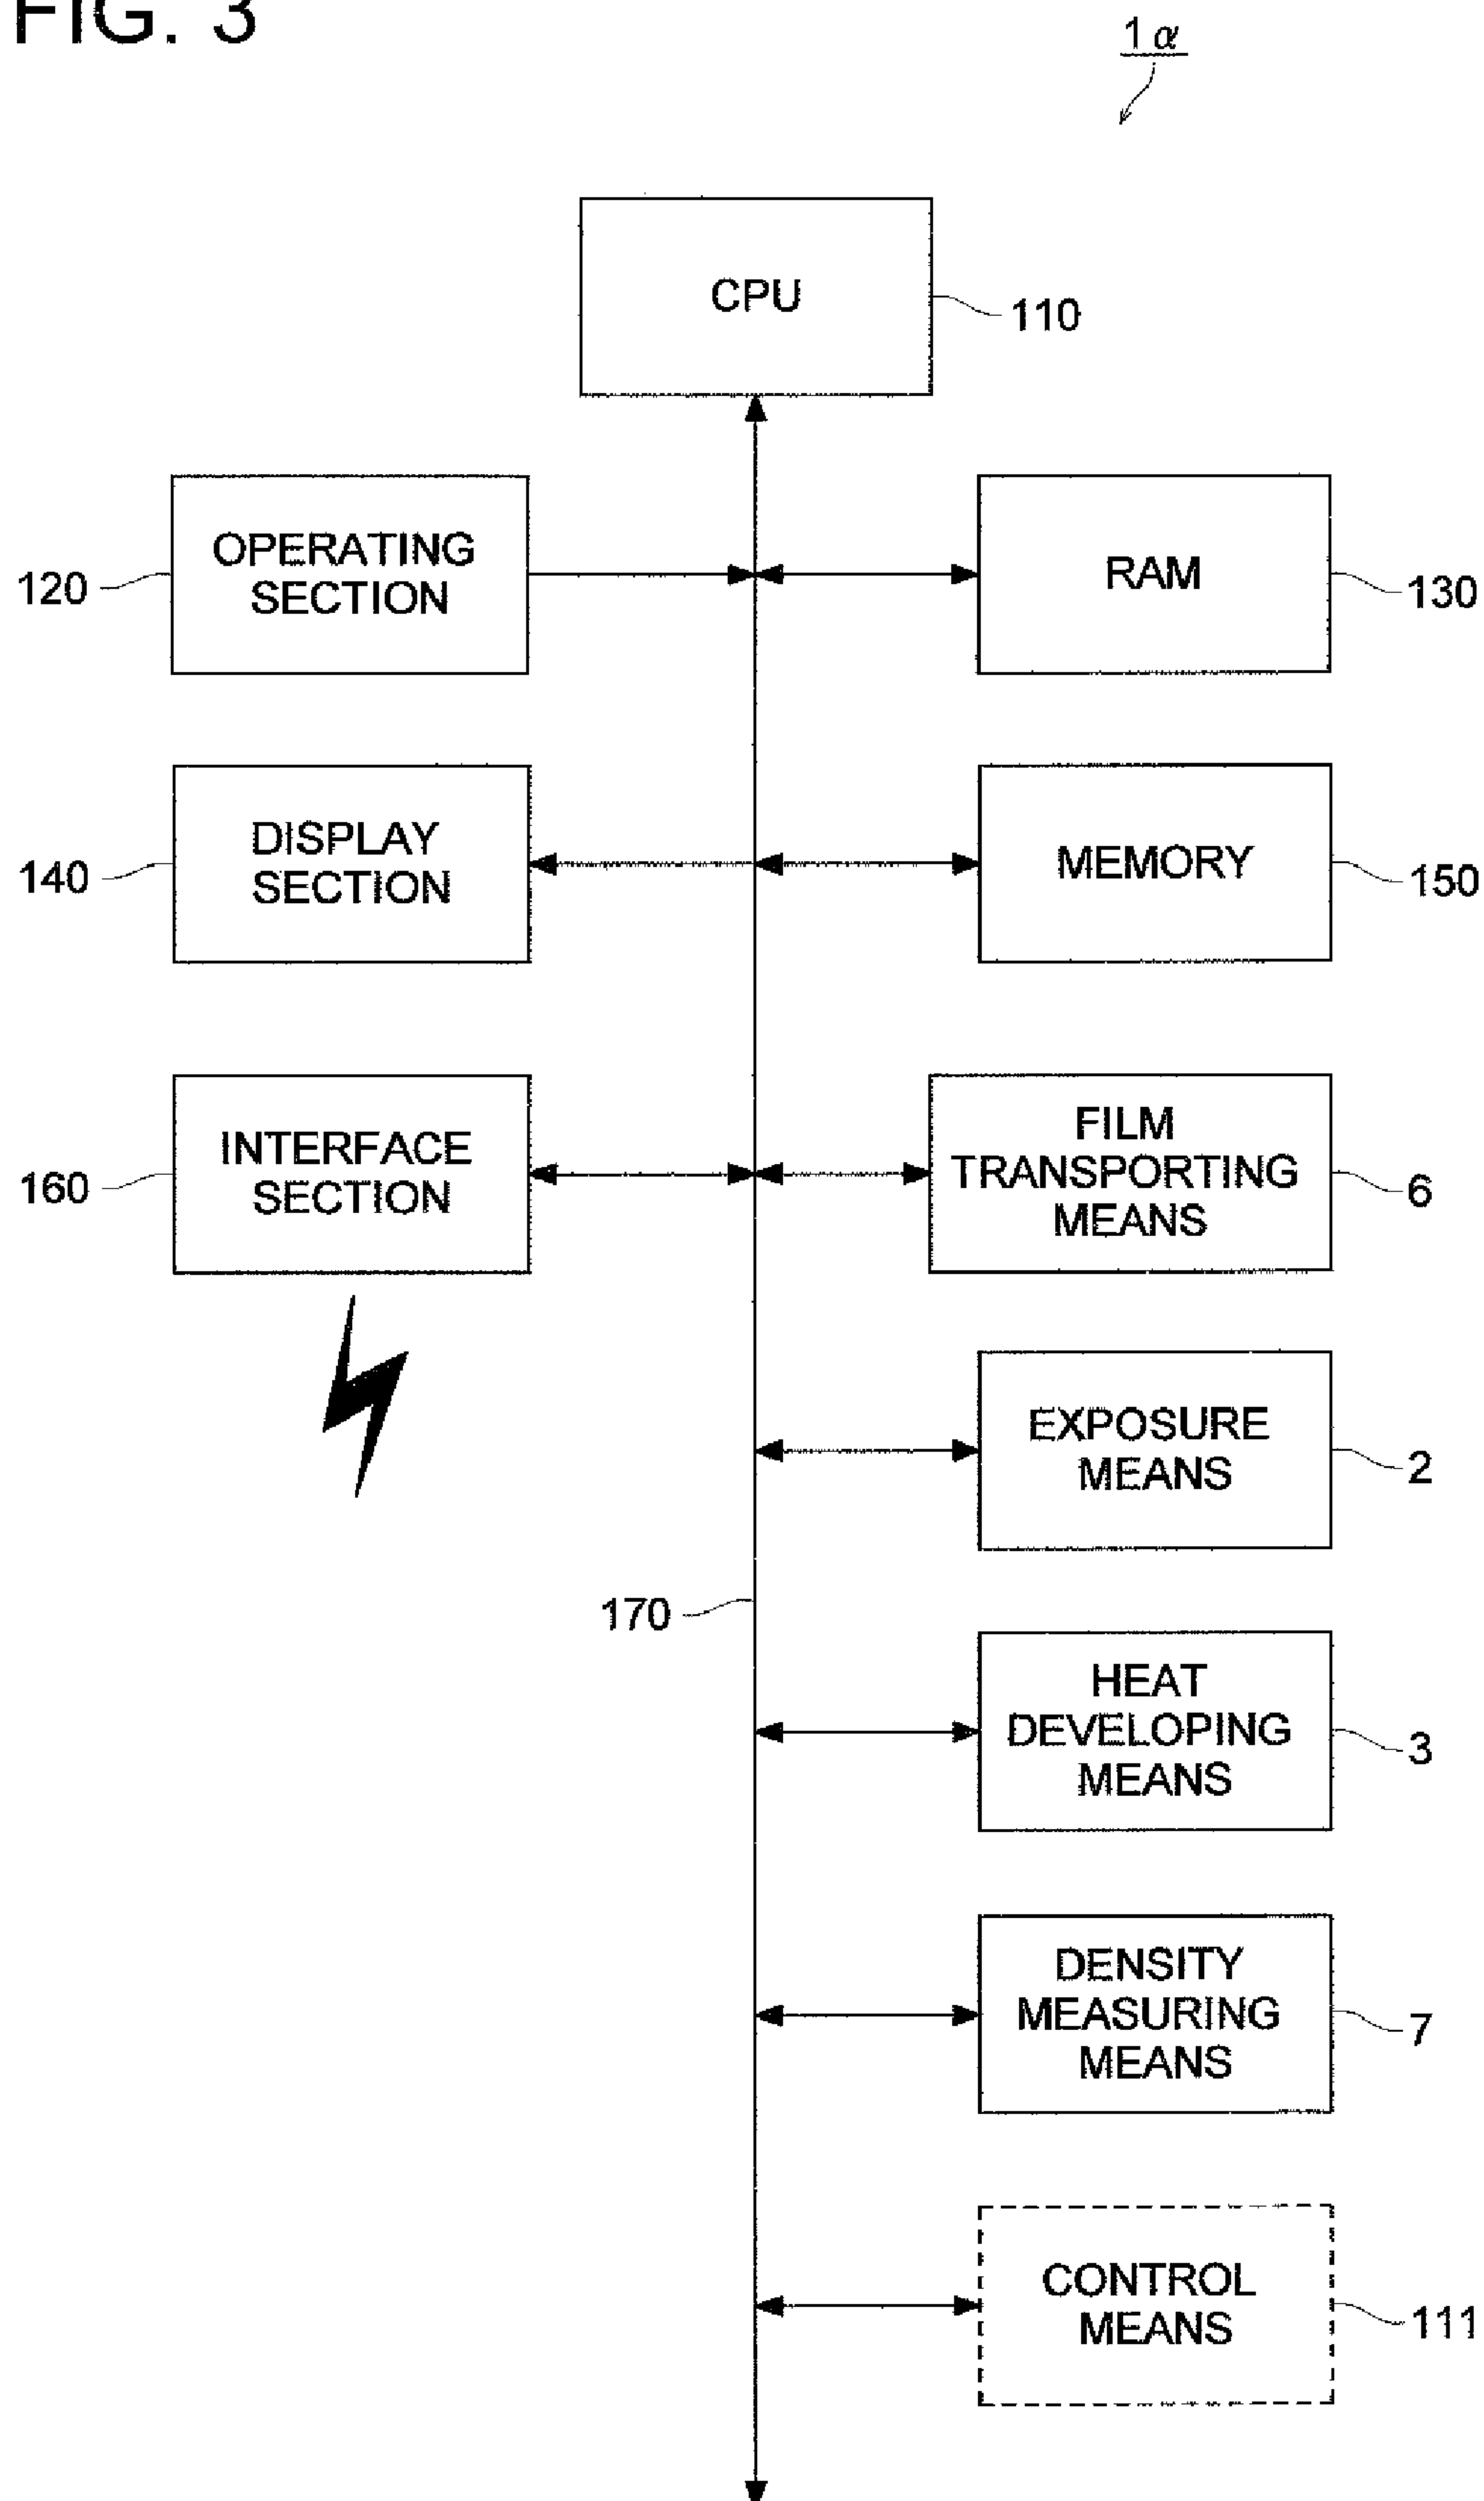 FIG. 3
1α
CPU
110
OPERATING
SECTION
120
RAM
130
DISPLAY
SECTION
140
MEMORY
150
INTERFACE
SECTION
160
FILM
TRANSPORTING
MEANS
6
EXPOSURE
MEANS
2
170
HEAT
DEVELOPING
MEANS
3
DENSITY
MEASURING
MEANS
7
CONTROL
MEANS
111